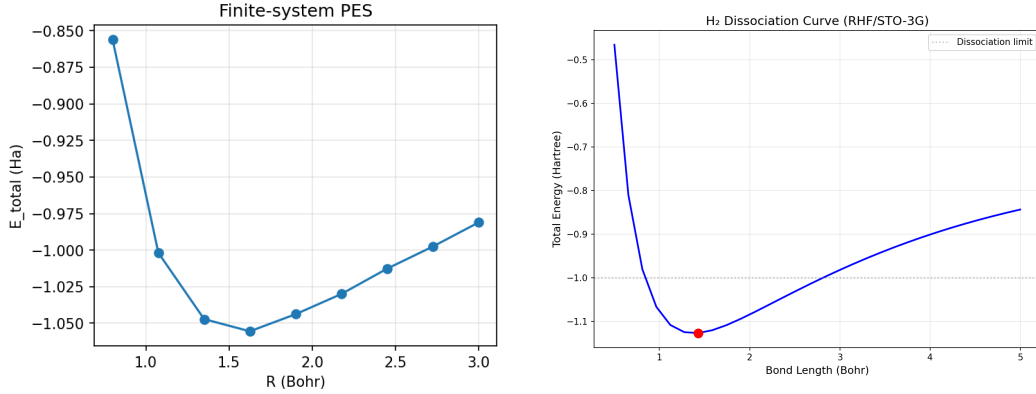 Finite-system PES
−0.850
−0.875
−0.900
−0.925
−0.950
−0.975
−1.000
−1.025
−1.050
E_total (Ha)
1.0 1.5 2.0 2.5 3.0
R (Bohr)
H₂ Dissociation Curve (RHF/STO-3G)
Dissociation limit
−0.5
−0.6
−0.7
−0.8
−0.9
−1.0
−1.1
Total Energy (Hartree)
1 2 3 4 5
Bond Length (Bohr)